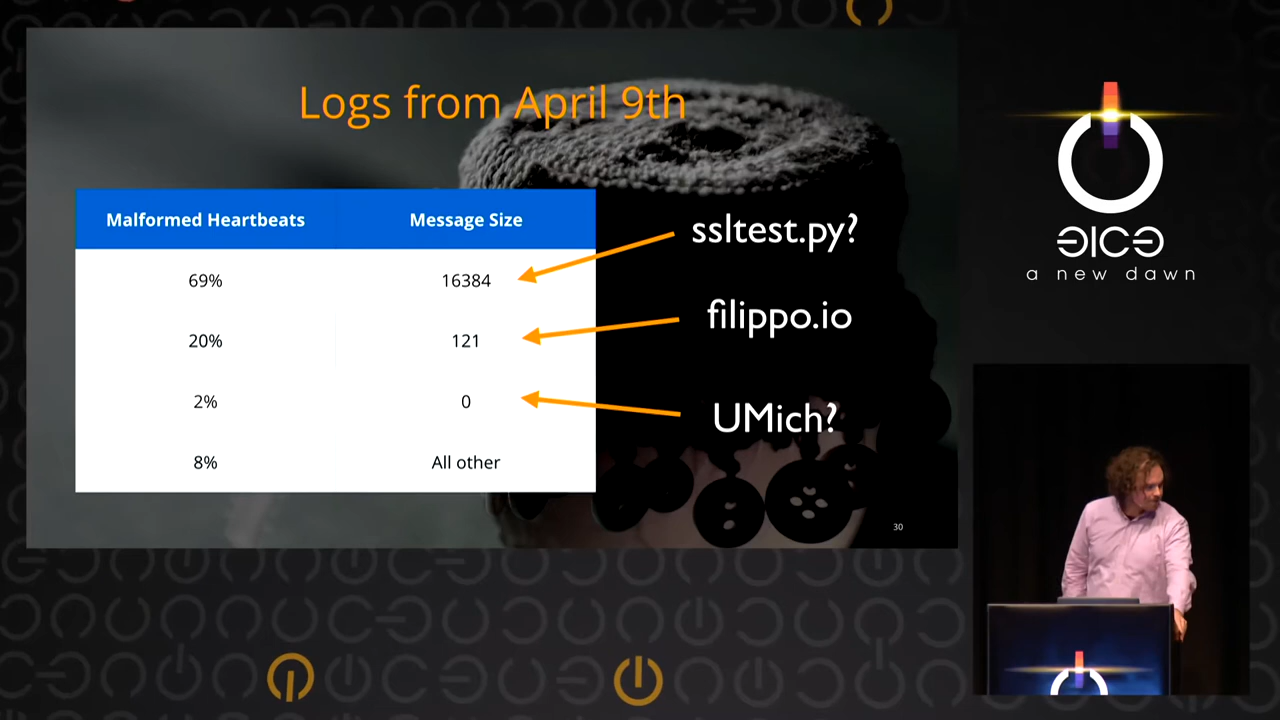 Logs from April 9th
Malformed Heartbeats Message Size
69% 16384
20% 121
2% 0
8% All other
ssltest.py?
filippo.io
UMich?
30
a new dawn